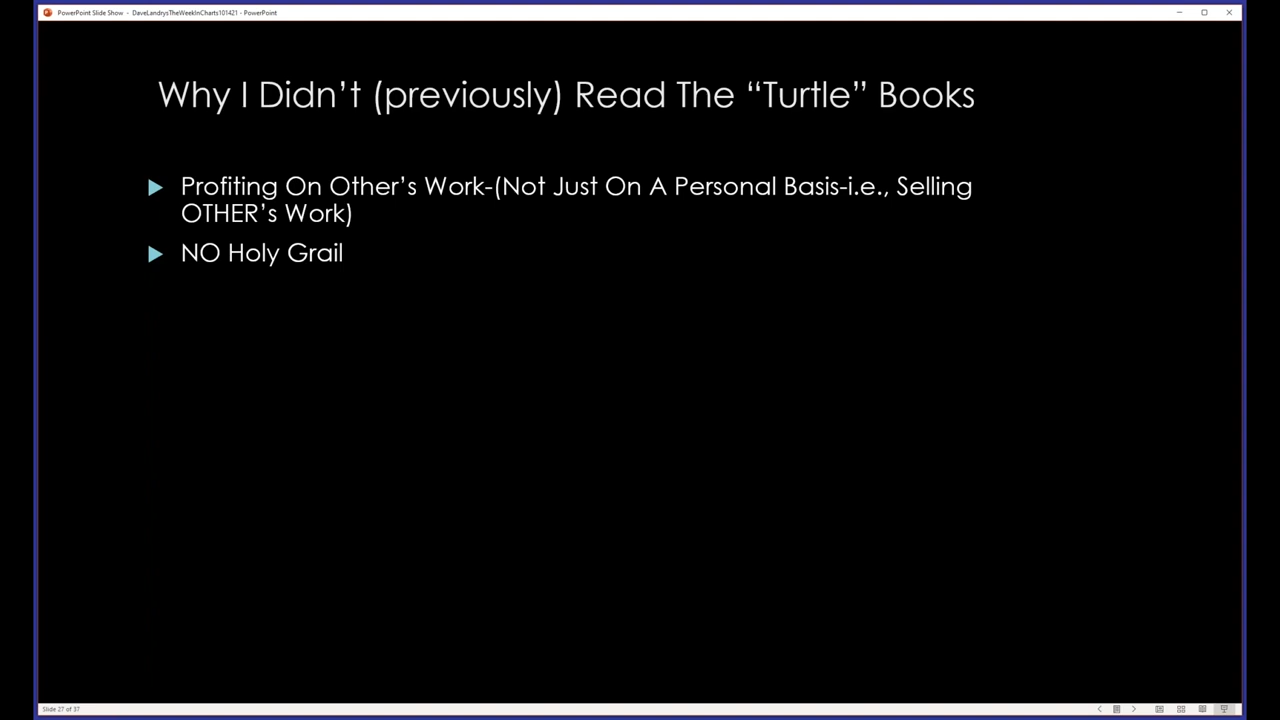 PowerPoint Slide Show - DaveLandrysTheWeekInCharts101421 - PowerPoint
Why I Didn’t (previously) Read The “Turtle” Books
Profiting On Other’s Work-(Not Just On A Personal Basis-i.e., Selling
OTHER’s Work)
NO Holy Grail
Slide 27 of 37